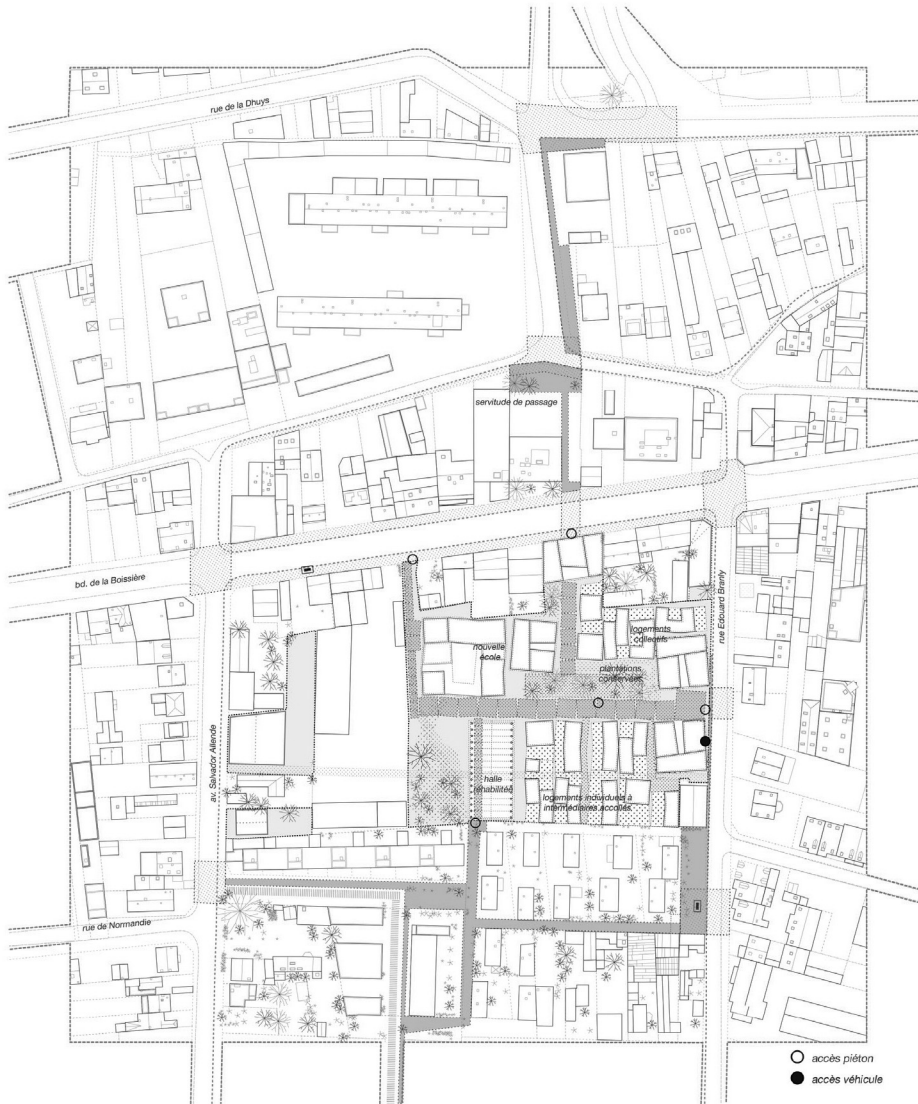 rue de la Dhuys
servitude de passage
bd. de la Boissière
rue Edouard Branly
logements
collectifs
nouvelle
école
plantations
conservées
av. Salvador Allende
halle
réhabilitée
logements individuels à
intermédiaires accollés
rue de Normandie
accès piéton
accès véhicule